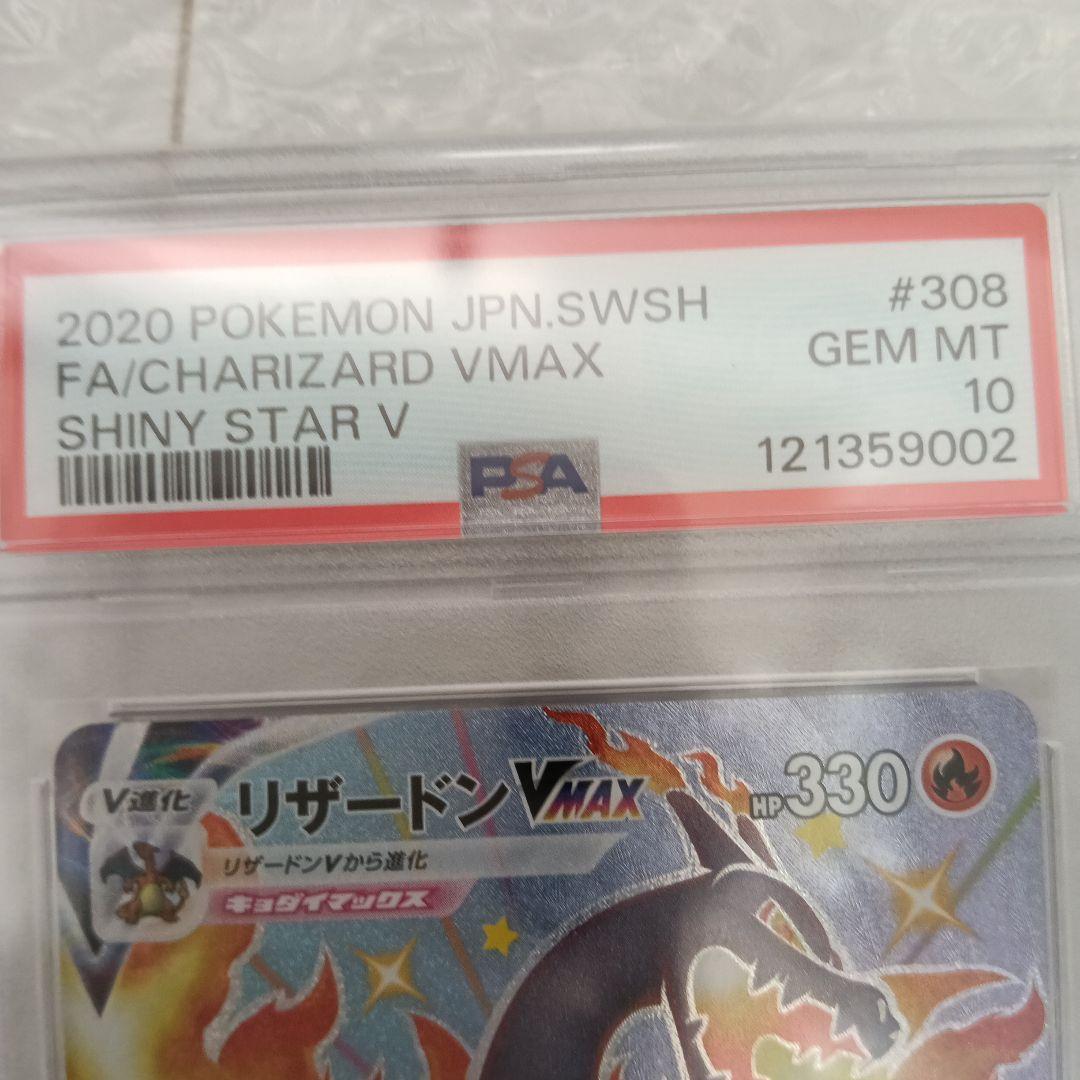 2020 POKEMON JPN.SWSH #308
FA/CHARIZARD VMAX GEM MT
SHINY STAR V 10
PSA 121359002
V進化 リザードンVMAX HP330
リザードンVから進化
キョダイマックス